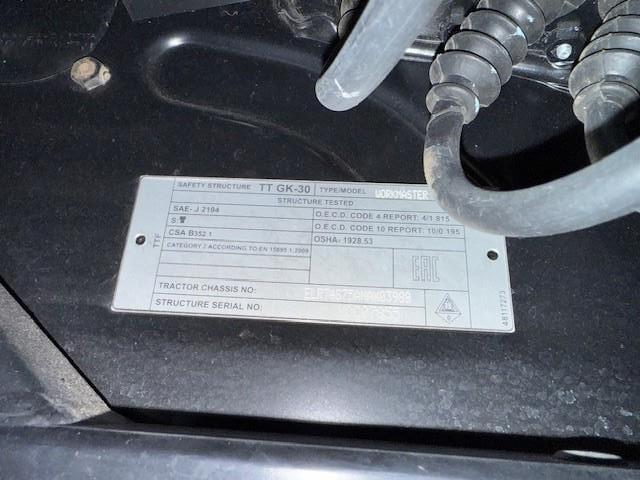 SAFETY STRUCTURE TT GK-30 TYPE/MODEL WORKMASTER
STRUCTURE TESTED
SAE- J 2194
O.E.C.D. CODE 4 REPORT: 4/1 815
S:
O.E.C.D. CODE 10 REPORT: 10/0 195
CSA B352 1
OSHA: 1928.53
CATEGORY 2 ACCORDING TO EN 15695 1:2009
TTF
EAC
TRACTOR CHASSIS NO:
STRUCTURE SERIAL NO:
48117273